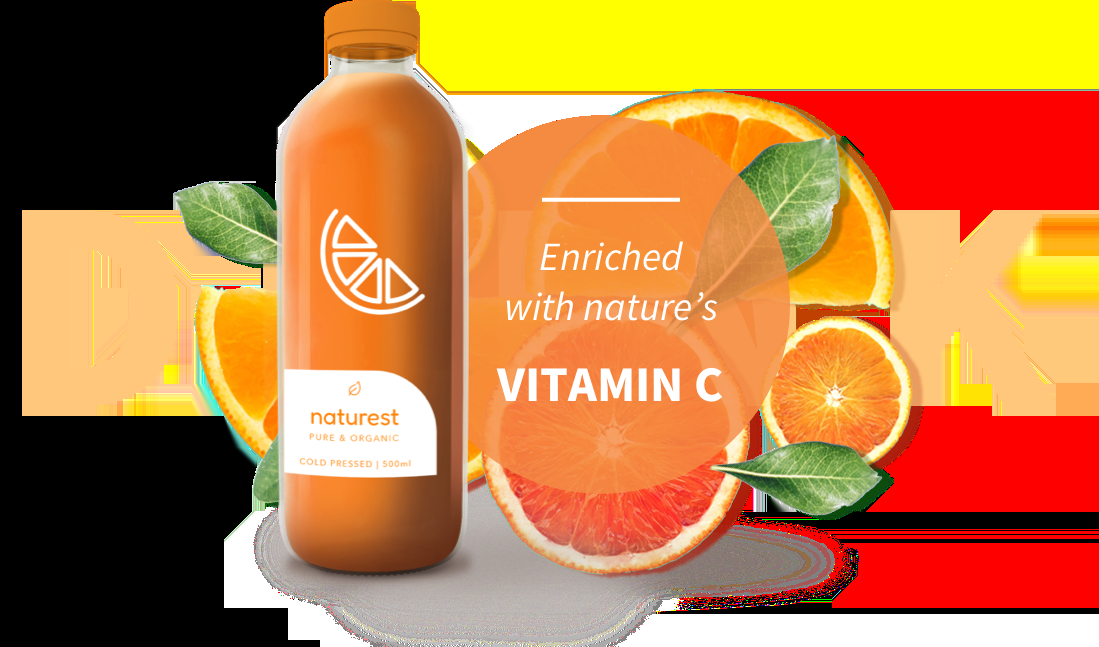 Enriched
with nature's
VITAMIN C
naturest
PURE & ORGANIC
COLD PRESSED | 500ml